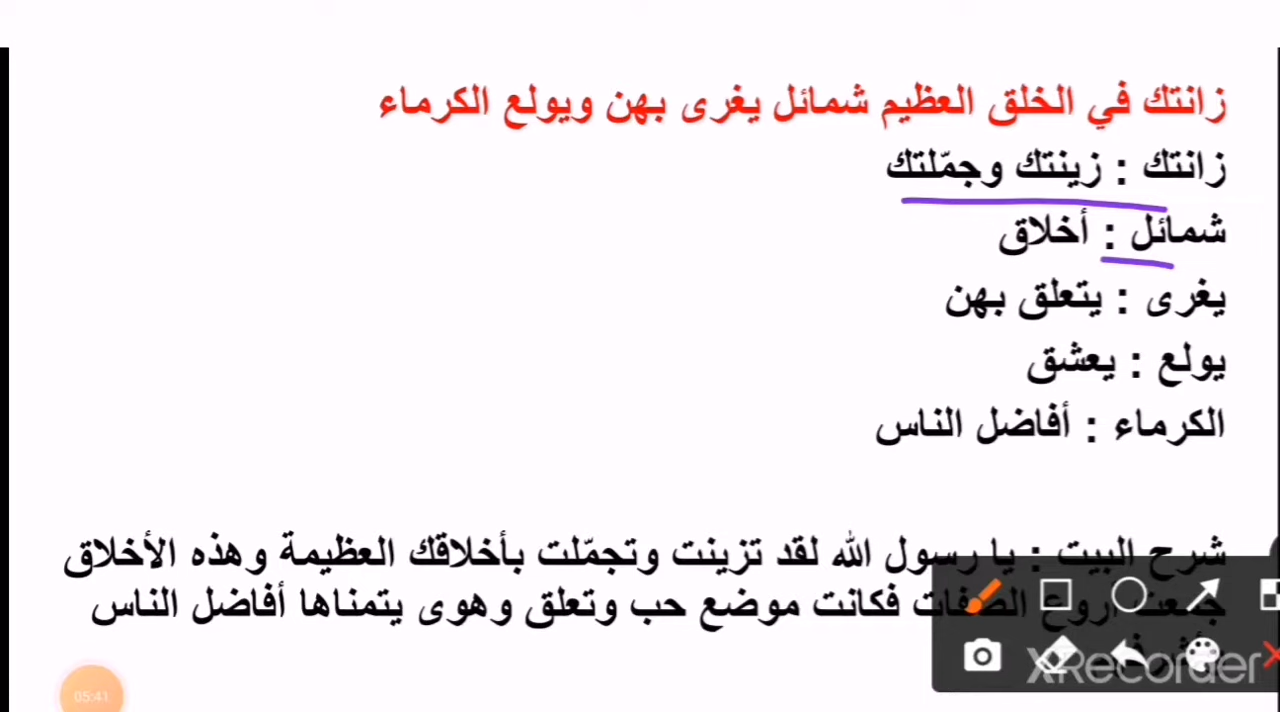 زانتك في الخلق العظيم شمائل يغرى بهن ويولع الكرماء
زانتك : زينتك وجمّلتك
شمائل : أخلاق
يغرى : يتعلق بهن
يولع : يعشق
الكرماء : أفاضل الناس
شرح البيت : يا رسول الله لقد تزينت وتجمّلت بأخلاقك العظيمة وهذه الأخلاق
جمعت أروع الصفات فكانت موضع حب وتعلق وهوى يتمناها أفاضل الناس
XRecorder
05:41